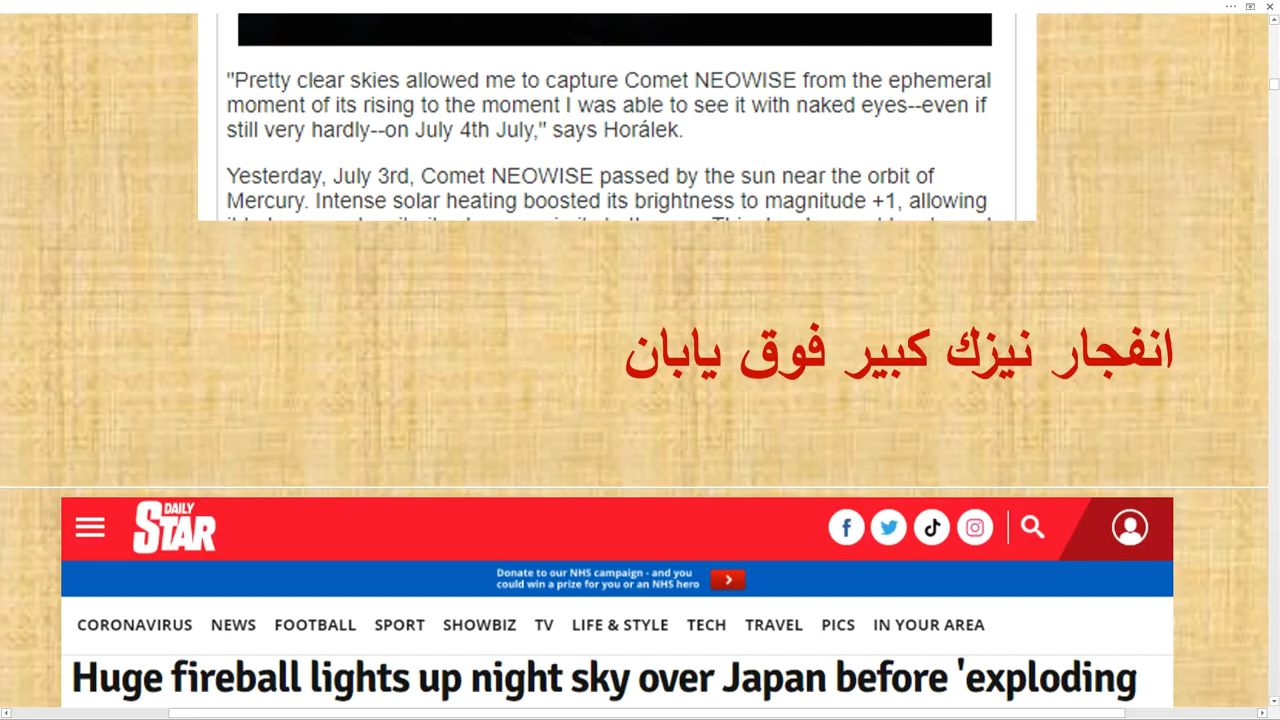 "Pretty clear skies allowed me to capture Comet NEOWISE from the ephemeral
moment of its rising to the moment I was able to see it with naked eyes--even if
still very hardly--on July 4th July," says Horálek.
Yesterday, July 3rd, Comet NEOWISE passed by the sun near the orbit of
Mercury. Intense solar heating boosted its brightness to magnitude +1, allowing
انفجار نيزك كبير فوق يابان
DAILY
STAR
Donate to our NHS campaign - and you
could win a prize for you or an NHS hero
CORONAVIRUS NEWS FOOTBALL SPORT SHOWBIZ TV LIFE & STYLE TECH TRAVEL PICS IN YOUR AREA
Huge fireball lights up night sky over Japan before 'exploding